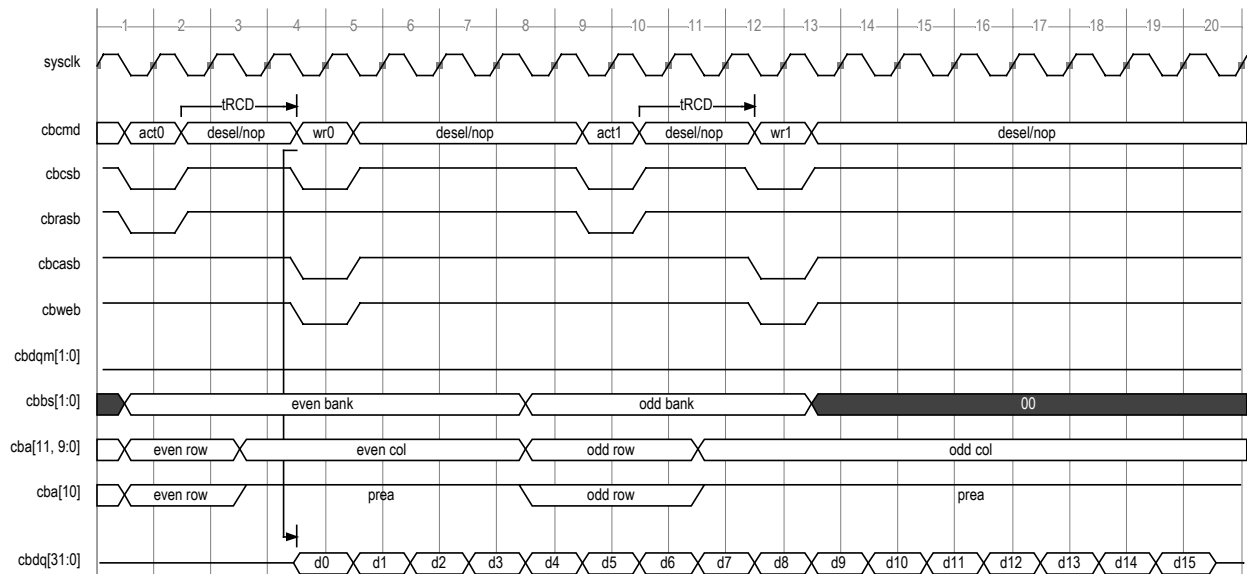 1 2 3 4 5 6 7 8 9 10 11 12 13 14 15 16 17 18 19 20
sysclk
tRCD tRCD
cbcmd act0 desel/nop wr0 desel/nop act1 desel/nop wr1 desel/nop
cbcsb
cbrasb
cbcasb
cbweb
cbdqm[1:0]
cbbs[1:0] even bank odd bank 00
cba[11, 9:0] even row even col odd row odd col
cba[10] even row prea odd row prea
cbdq[31:0] d0 d1 d2 d3 d4 d5 d6 d7 d8 d9 d10 d11 d12 d13 d14 d15